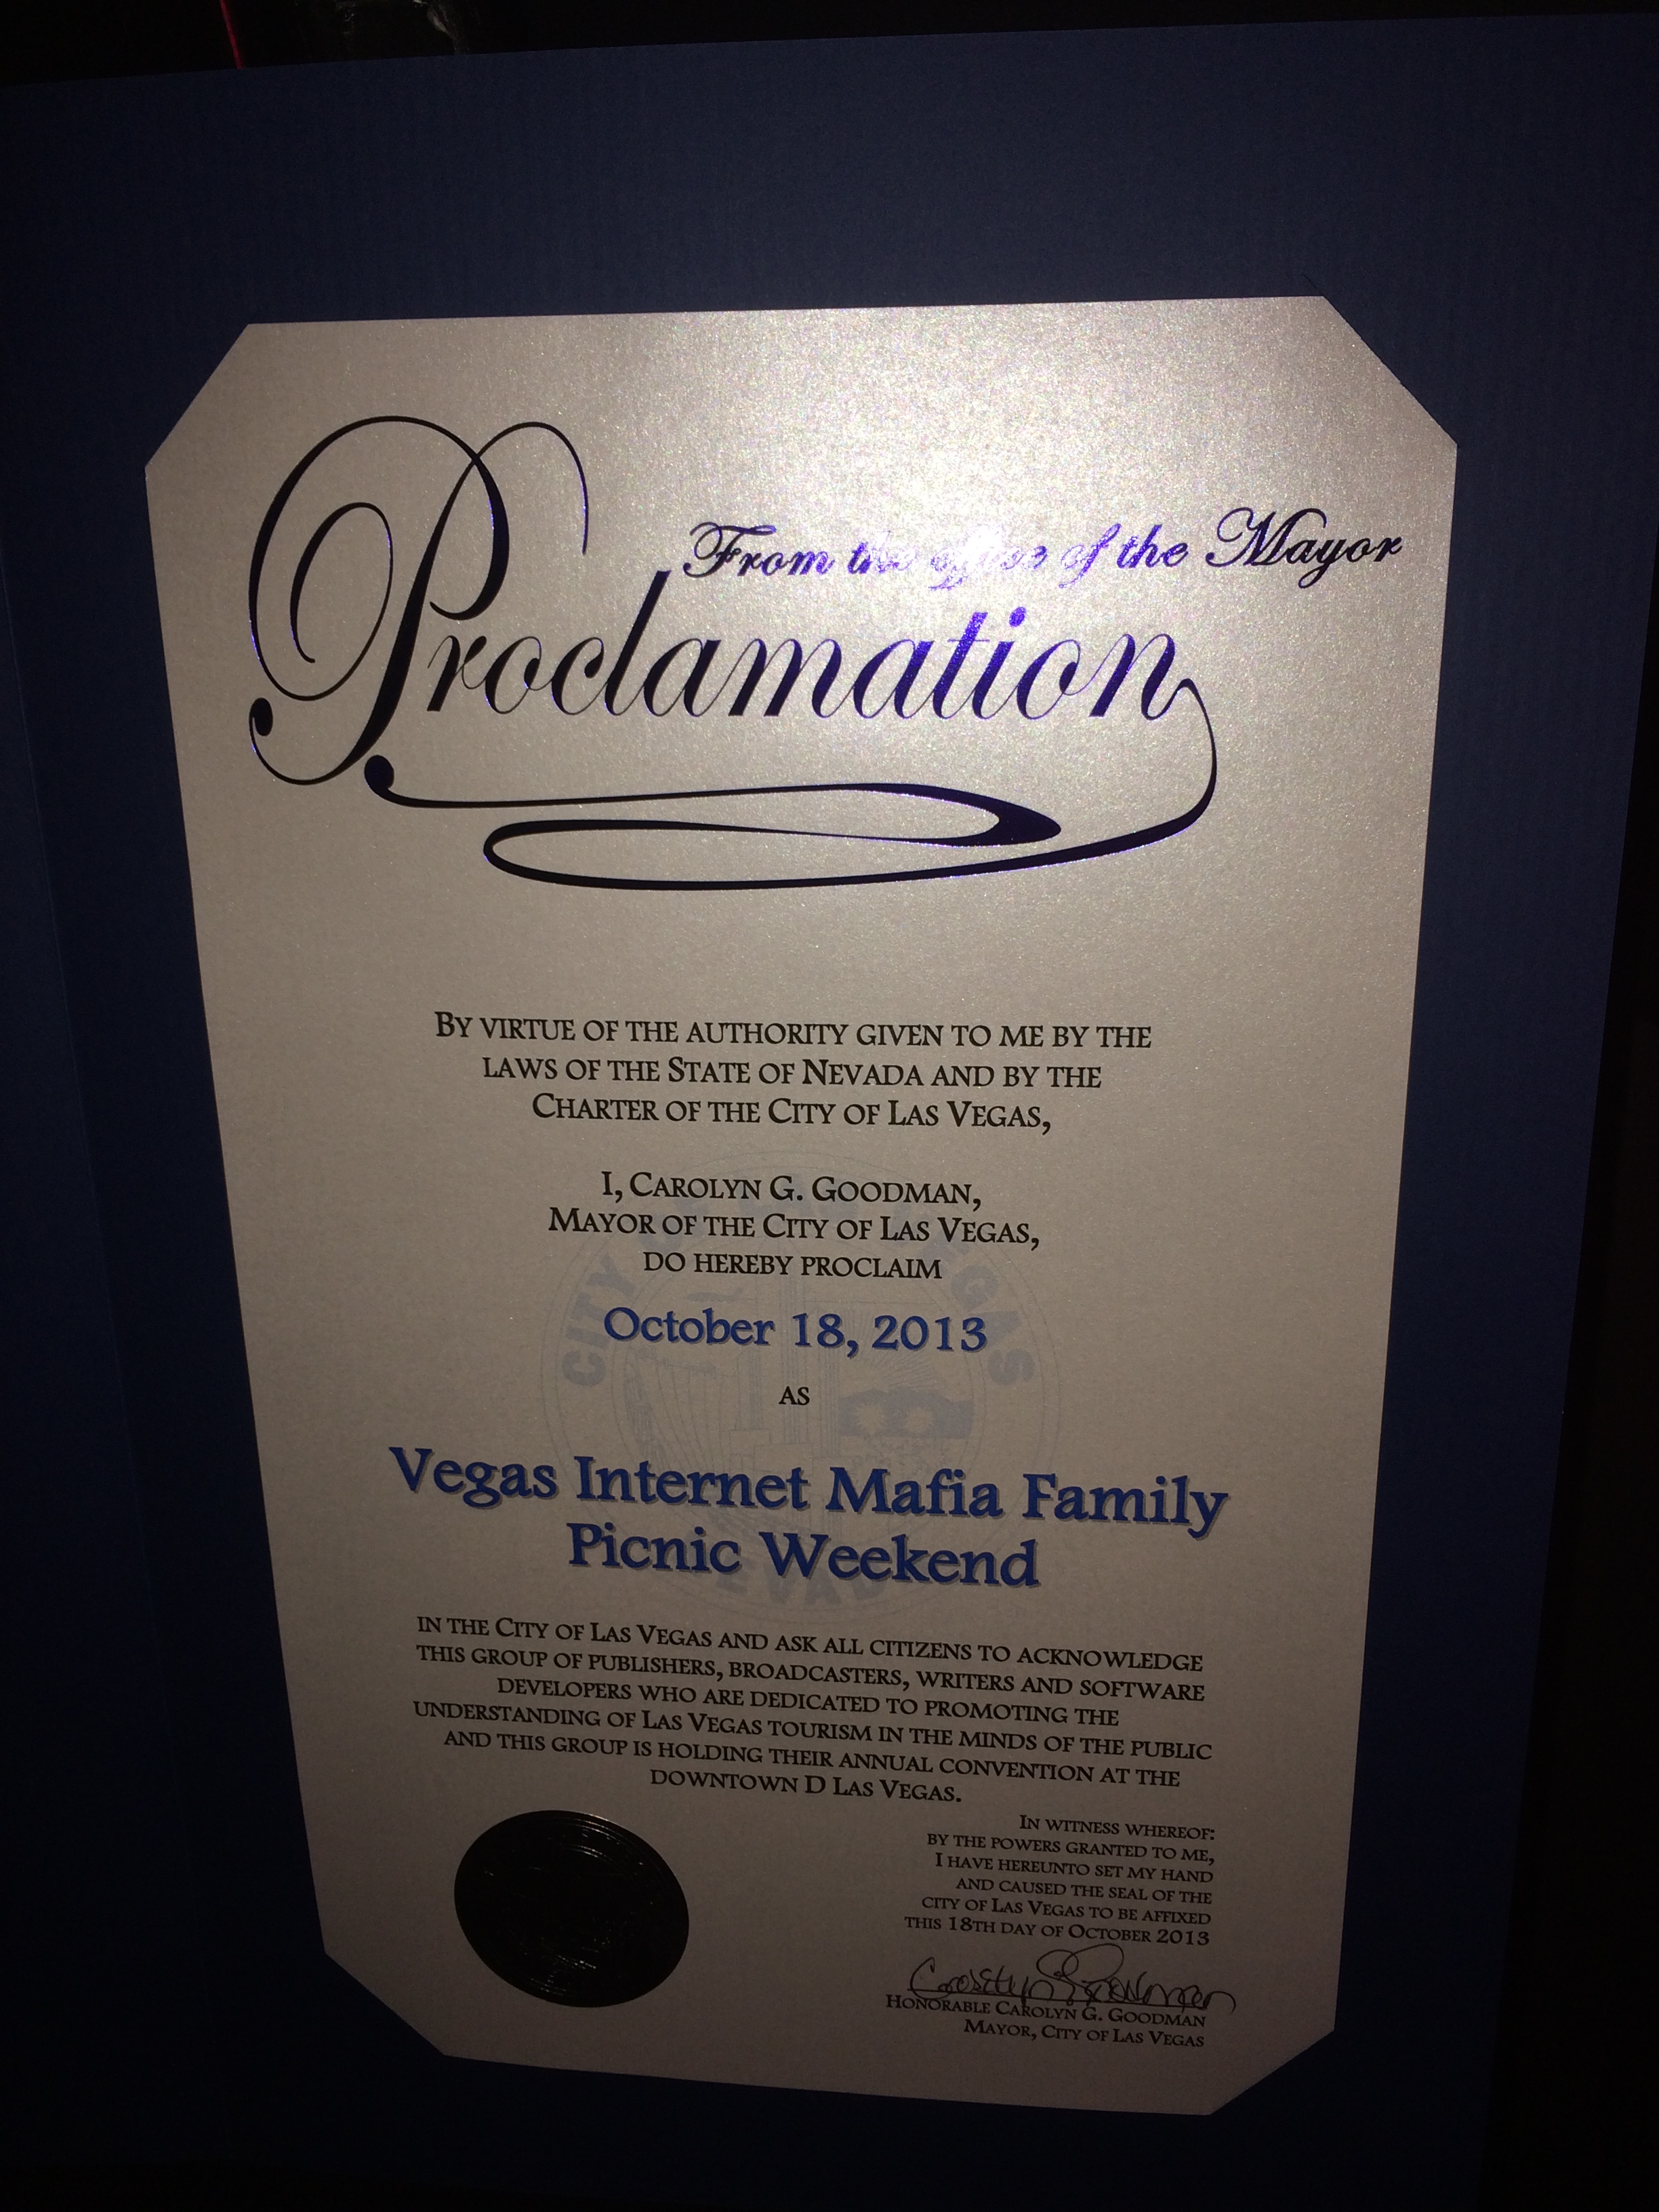 From the office of the Mayor
Proclamation
BY VIRTUE OF THE AUTHORITY GIVEN TO ME BY THE
LAWS OF THE STATE OF NEVADA AND BY THE
CHARTER OF THE CITY OF LAS VEGAS,
I, CAROLYN G. GOODMAN,
MAYOR OF THE CITY OF LAS VEGAS,
DO HEREBY PROCLAIM
October 18, 2013
AS
Vegas Internet Mafia Family
Picnic Weekend
IN THE CITY OF LAS VEGAS AND ASK ALL CITIZENS TO ACKNOWLEDGE
THIS GROUP OF PUBLISHERS, BROADCASTERS, WRITERS AND SOFTWARE
DEVELOPERS WHO ARE DEDICATED TO PROMOTING THE
UNDERSTANDING OF LAS VEGAS TOURISM IN THE MINDS OF THE PUBLIC
AND THIS GROUP IS HOLDING THEIR ANNUAL CONVENTION AT THE
DOWNTOWN D LAS VEGAS.
IN WITNESS WHEREOF:
BY THE POWERS GRANTED TO ME,
I HAVE HEREUNTO SET MY HAND
AND CAUSED THE SEAL OF THE
CITY OF LAS VEGAS TO BE AFFIXED
THIS 18TH DAY OF OCTOBER 2013
HONORABLE CAROLYN G. GOODMAN
MAYOR, CITY OF LAS VEGAS